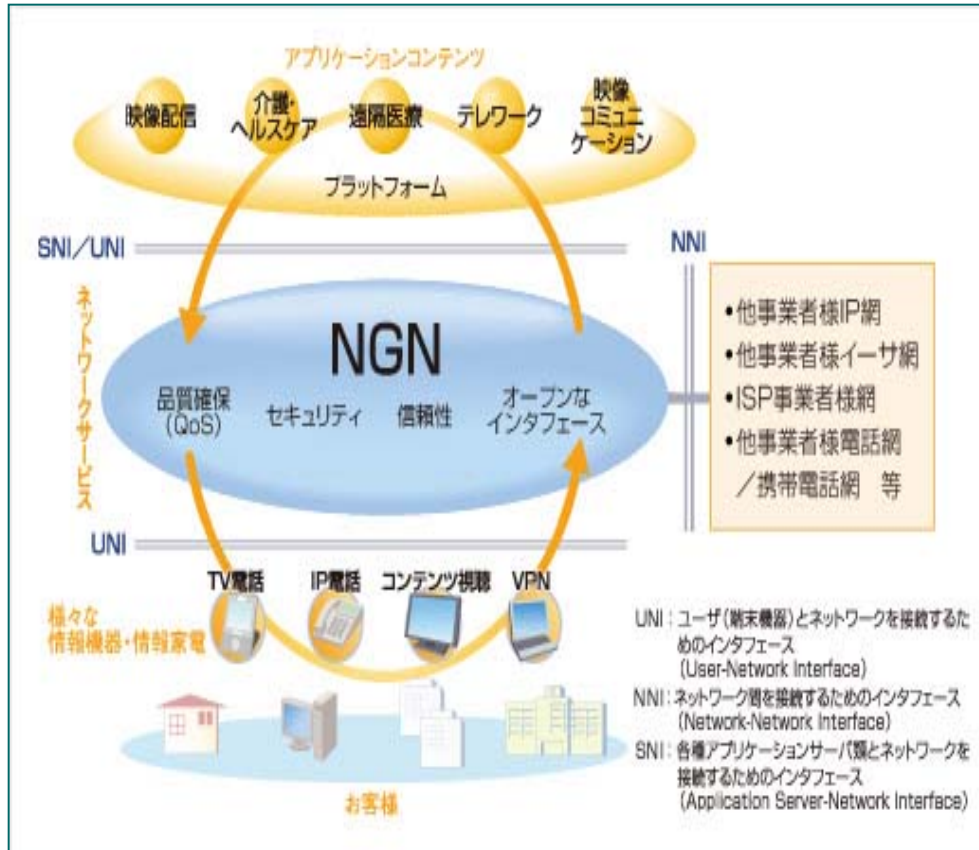 アプリケーションコンテンツ
映像配信
介護・
ヘルスケア
遠隔医療
テレワーク
映像
コミュニ
ケーション
プラットフォーム
SNI/UNI
NNI
ネットワークサービス
NGN
品質確保
(QoS)
セキュリティ
信頼性
オープンな
インタフェース
•他事業者様IP網
•他事業者様イーサ網
•ISP事業者様網
•他事業者様電話網
/携帯電話網 等
UNI
TV電話
IP電話
コンテンツ視聴
VPN
様々な
情報機器・情報家電
お客様
UNI:ユーザ(端末機器)とネットワークを接続するた
めのインタフェース
(User-Network Interface)
NNI:ネットワーク間を接続するためのインタフェース
(Network-Network Interface)
SNI:各種アプリケーションサーバ類とネットワークを
接続するためのインタフェース
(Application Server-Network Interface)